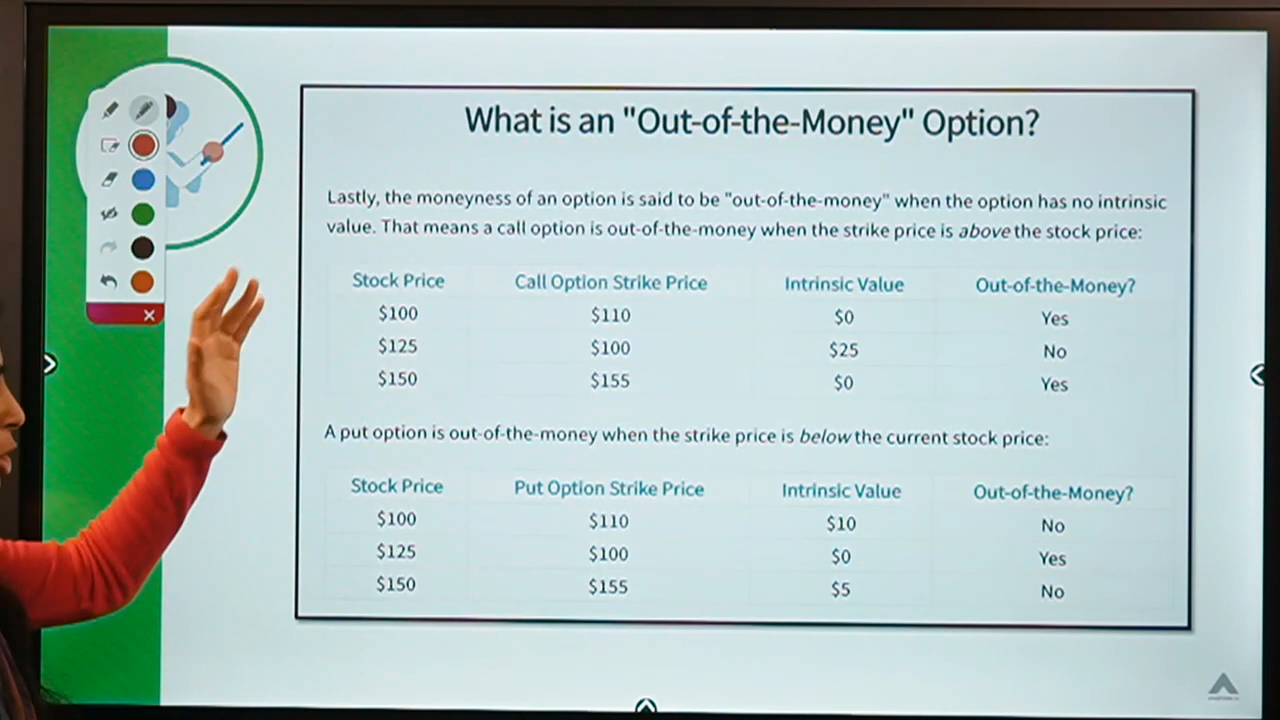 What is an "Out-of-the-Money" Option?
Lastly, the moneyness of an option is said to be "out-of-the-money" when the option has no intrinsic
value. That means a call option is out-of-the-money when the strike price is above the stock price:
Stock Price Call Option Strike Price Intrinsic Value Out-of-the-Money?
$100 $110 $0 Yes
$125 $100 $25 No
$150 $155 $0 Yes
A put option is out-of-the-money when the strike price is below the current stock price:
Stock Price Put Option Strike Price Intrinsic Value Out-of-the-Money?
$100 $110 $10 No
$125 $100 $0 Yes
$150 $155 $5 No